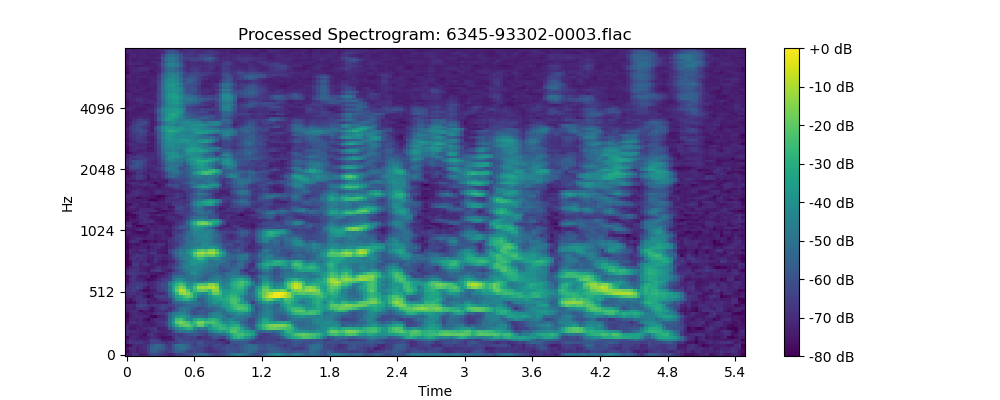 Processed Spectrogram: 6345-93302-0003.flac
Hz
4096
2048
1024
512
0
0 0.6 1.2 1.8 2.4 3 3.6 4.2 4.8 5.4
Time
+0 dB
-10 dB
-20 dB
-30 dB
-40 dB
-50 dB
-60 dB
-70 dB
-80 dB